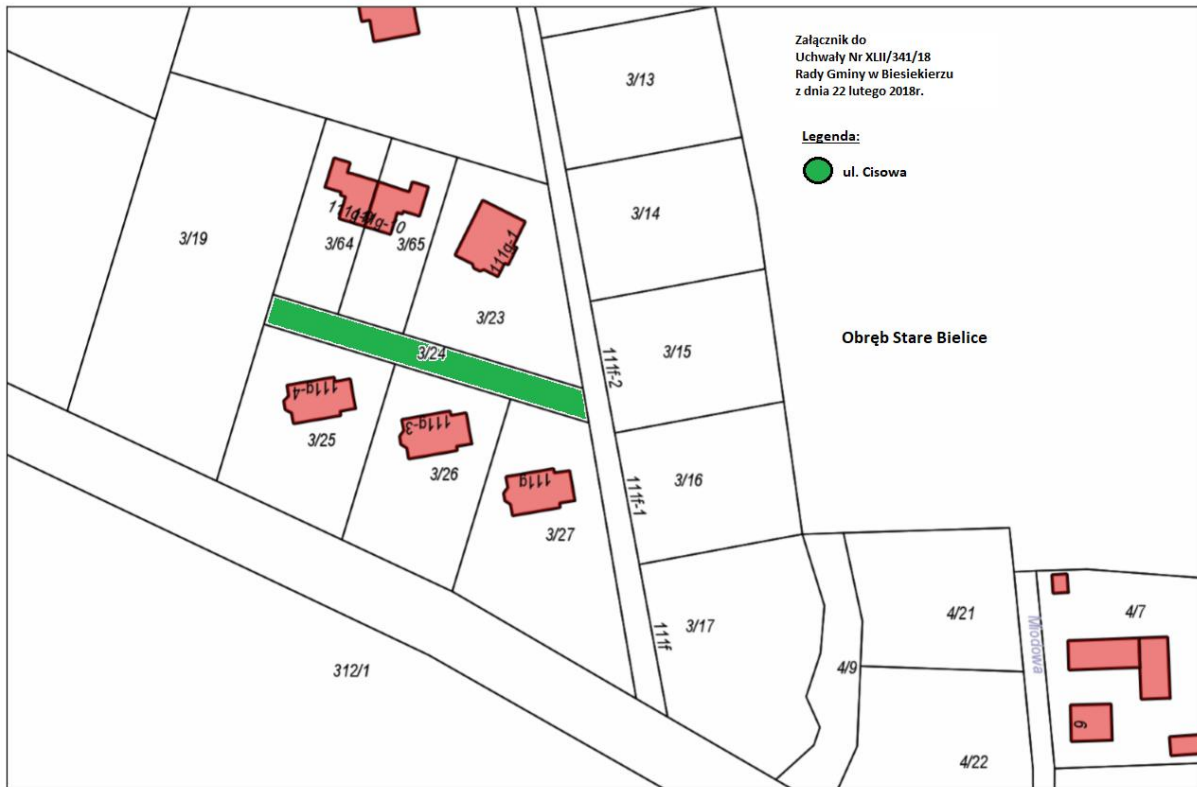 Załącznik do
Uchwały Nr XLII/341/18
Rady Gminy w Biesiekierzu
z dnia 22 lutego 2018r.
Legenda:
ul. Cisowa
Obręb Stare Bielice
3/13
3/14
3/15
3/16
3/17
3/19
3/64
3/65
111g-1
3/23
3/24
111g-4
3/25
111g-3
3/26
111g
3/27
111f-2
111f-1
111f
312/1
4/9
4/21
4/22
Miodowa
4/7
9